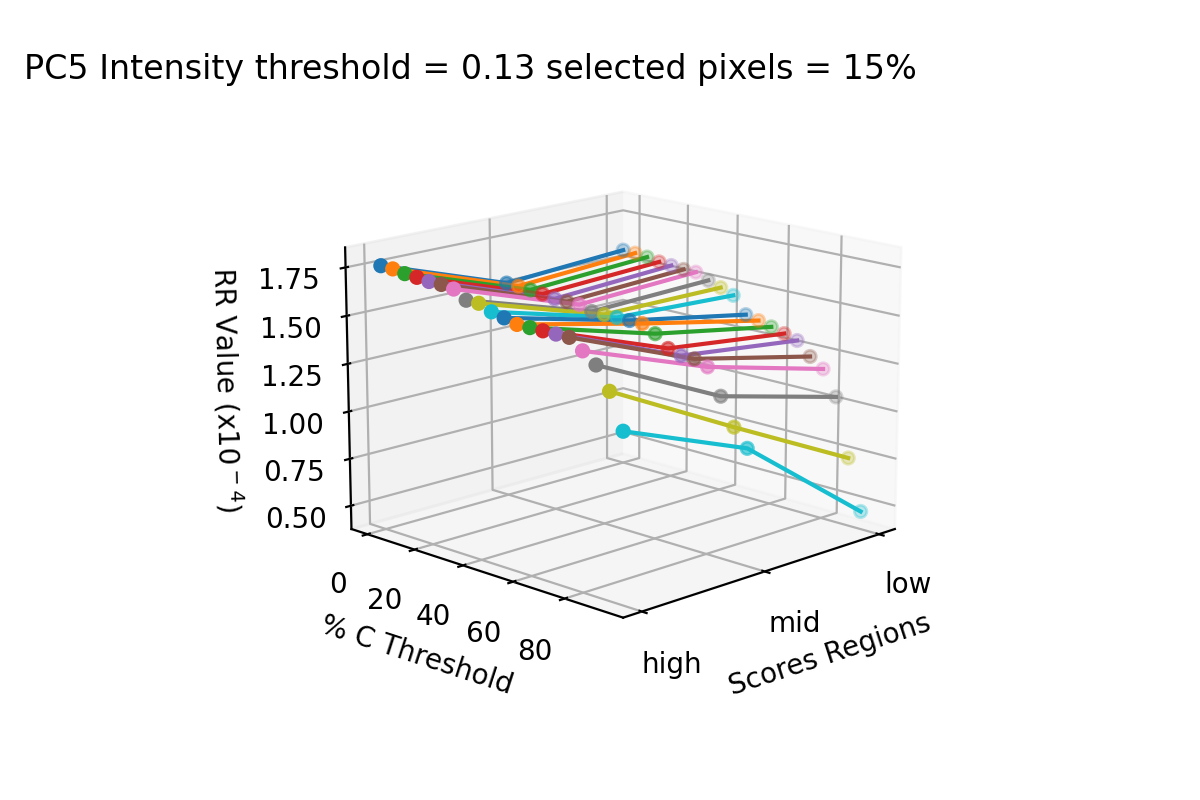 PC5 Intensity threshold = 0.13 selected pixels = 15%
RR Value (x10⁻⁴)
1.75
1.50
1.25
1.00
0.75
0.50
0
20
40
60
80
% C Threshold
low
mid
high
Scores Regions